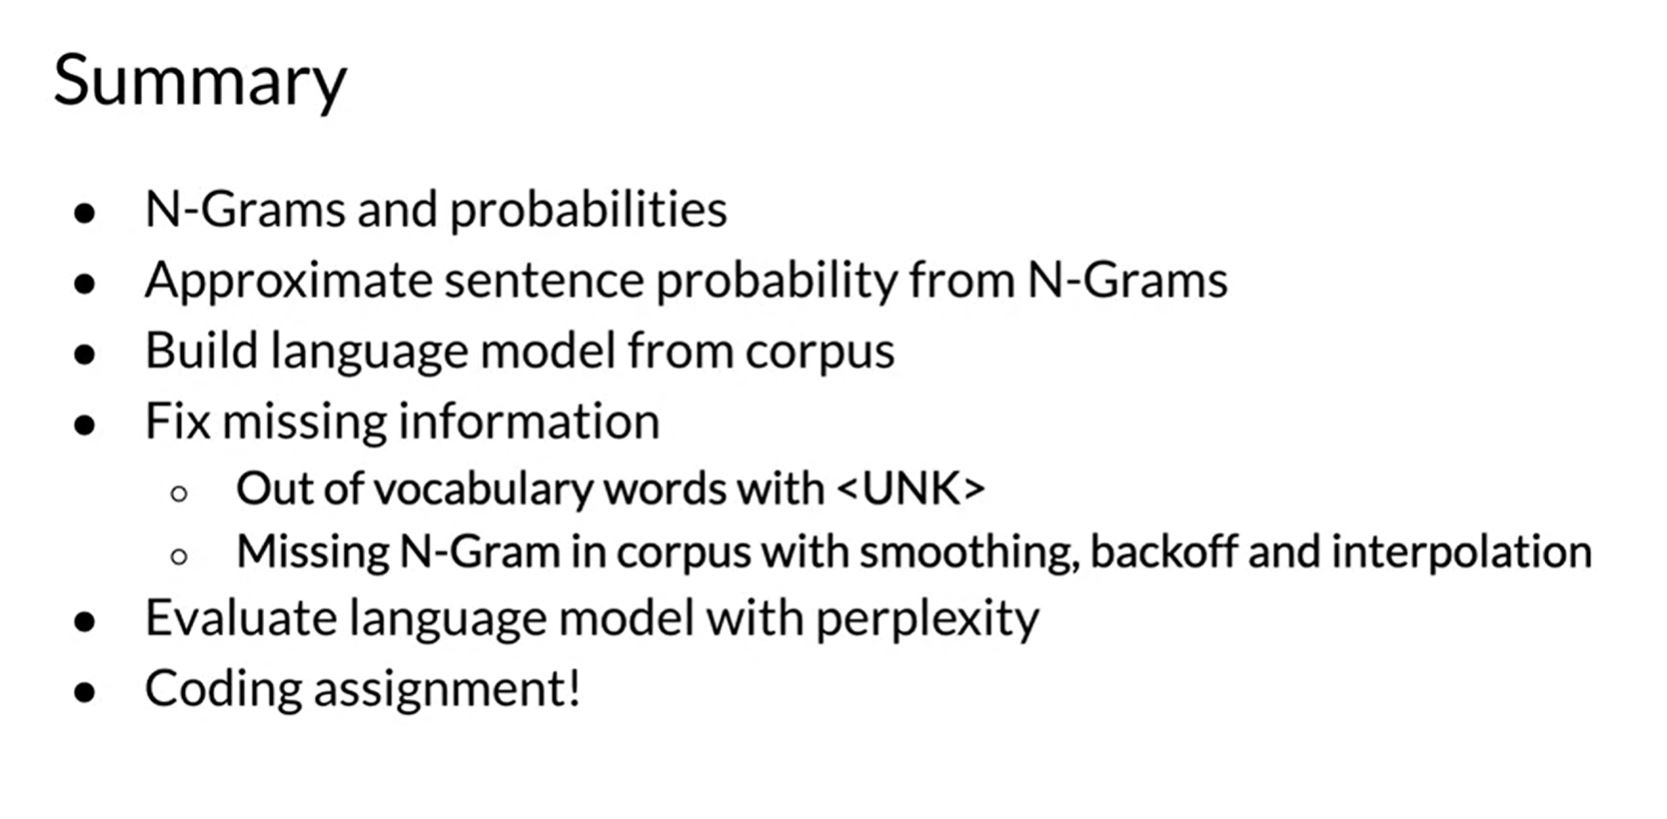 Summary
● N-Grams and probabilities
● Approximate sentence probability from N-Grams
● Build language model from corpus
● Fix missing information
○ Out of vocabulary words with <UNK>
○ Missing N-Gram in corpus with smoothing, backoff and interpolation
● Evaluate language model with perplexity
● Coding assignment!